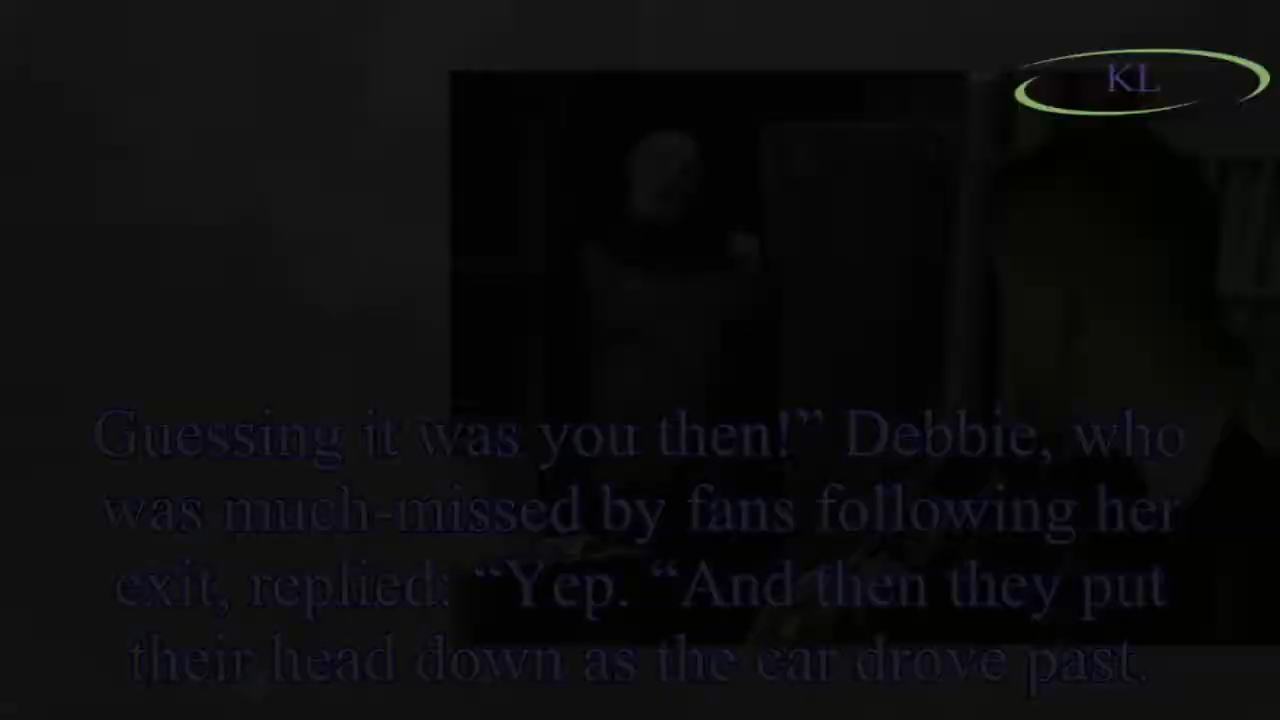 KL
Guessing it was you then!” Debbie, who
was much-missed by fans following her
exit, replied: “Yep. “And then they put
their head down as the car drove past.